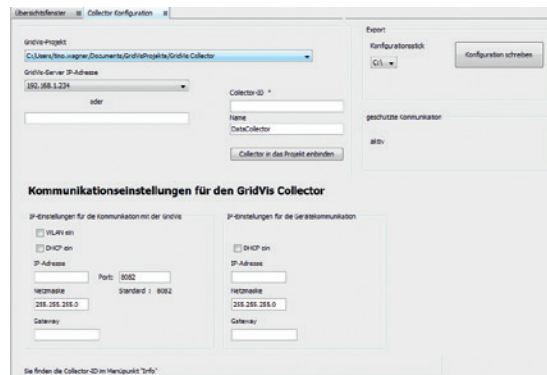 Übersichtsfenster
Collector Konfiguration
GridVis-Projekt
C:/Users/tino.wagner/Documents/GridVisProjekte/GridVis Collector
GridVis-Server IP-Adresse
192.168.1.234
oder
Collector-ID *
Name
DataCollector
Collector in das Projekt einbinden
Export
Konfigurationsstick
C:\
Konfiguration schreiben
geschützte Kommunikation
aktiv
Kommunikationseinstellungen für den GridVis Collector
IP-Einstellungen für die Kommunikation mit der GridVis
WLAN ein
DHCP ein
IP-Adresse
Port: 8082
Netzmaske
Standard : 8082
255.255.255.0
Gateway
IP-Einstellungen für die Gerätekommunikation
DHCP ein
IP-Adresse
Netzmaske
255.255.255.0
Gateway
Sie finden die Collector-ID im Menüpunkt "Info"